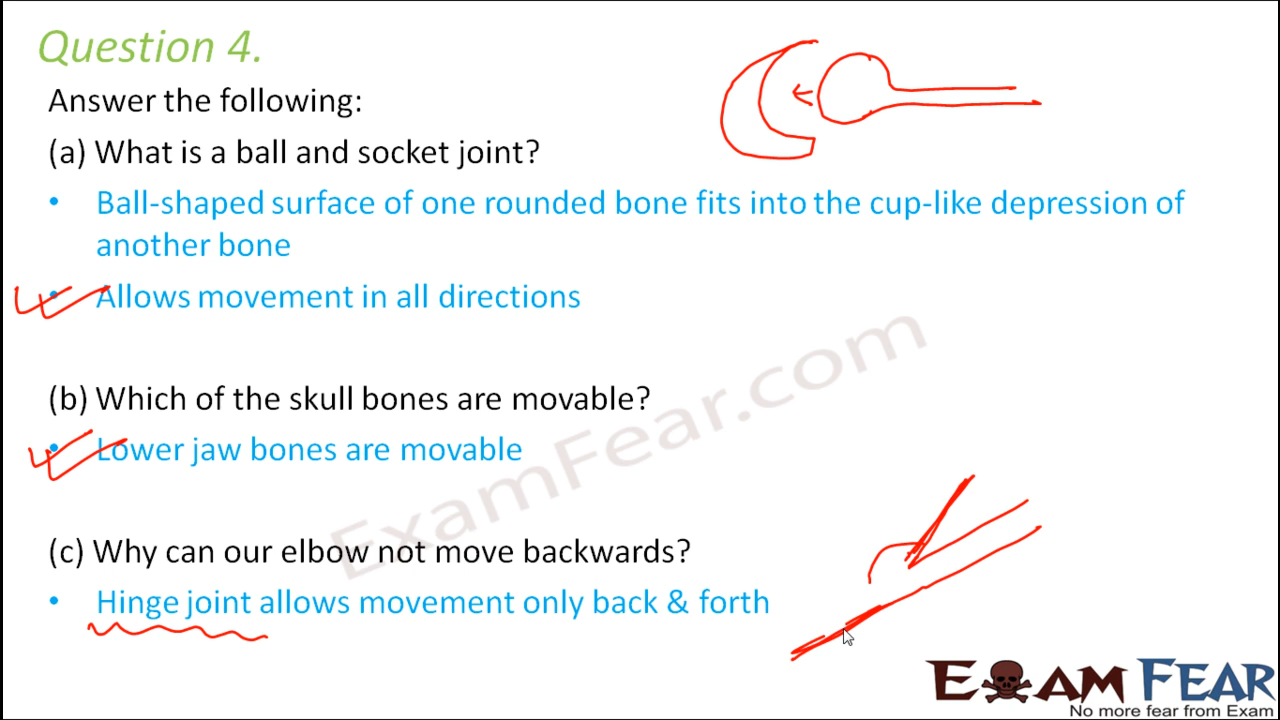 Question 4.
Answer the following:
(a) What is a ball and socket joint?
• Ball-shaped surface of one rounded bone fits into the cup-like depression of
another bone
• Allows movement in all directions
(b) Which of the skull bones are movable?
• Lower jaw bones are movable
(c) Why can our elbow not move backwards?
• Hinge joint allows movement only back & forth
ExamFear.com
EXAM FEAR
No more fear from Exam